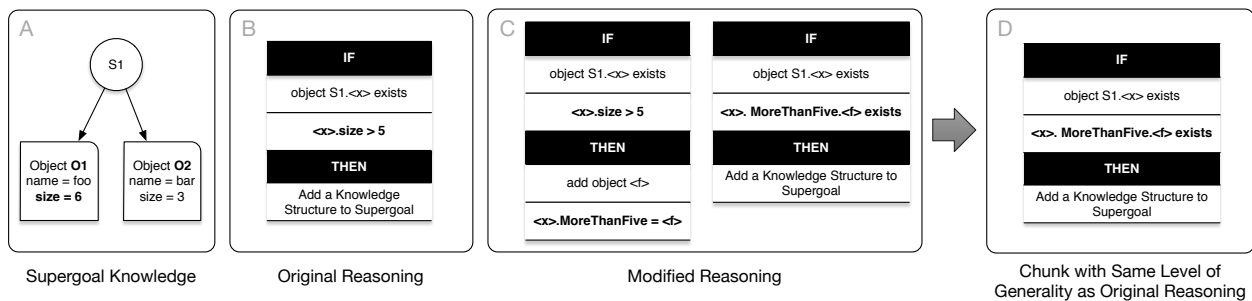 A
S1
Object O1
name = foo
size = 6
Object O2
name = bar
size = 3
Supergoal Knowledge
B
IF
object S1.<x> exists
<x>.size > 5
THEN
Add a Knowledge
Structure to Supergoal
Original Reasoning
C
IF
object S1.<x> exists
<x>.size > 5
THEN
add object <f>
<x>.MoreThanFive = <f>
IF
object S1.<x> exists
<x>. MoreThanFive.<f> exists
THEN
Add a Knowledge Structure to
Supergoal
Modified Reasoning
D
IF
object S1.<x> exists
<x>. MoreThanFive.<f> exists
THEN
Add a Knowledge Structure to
Supergoal
Chunk with Same Level of
Generality as Original Reasoning